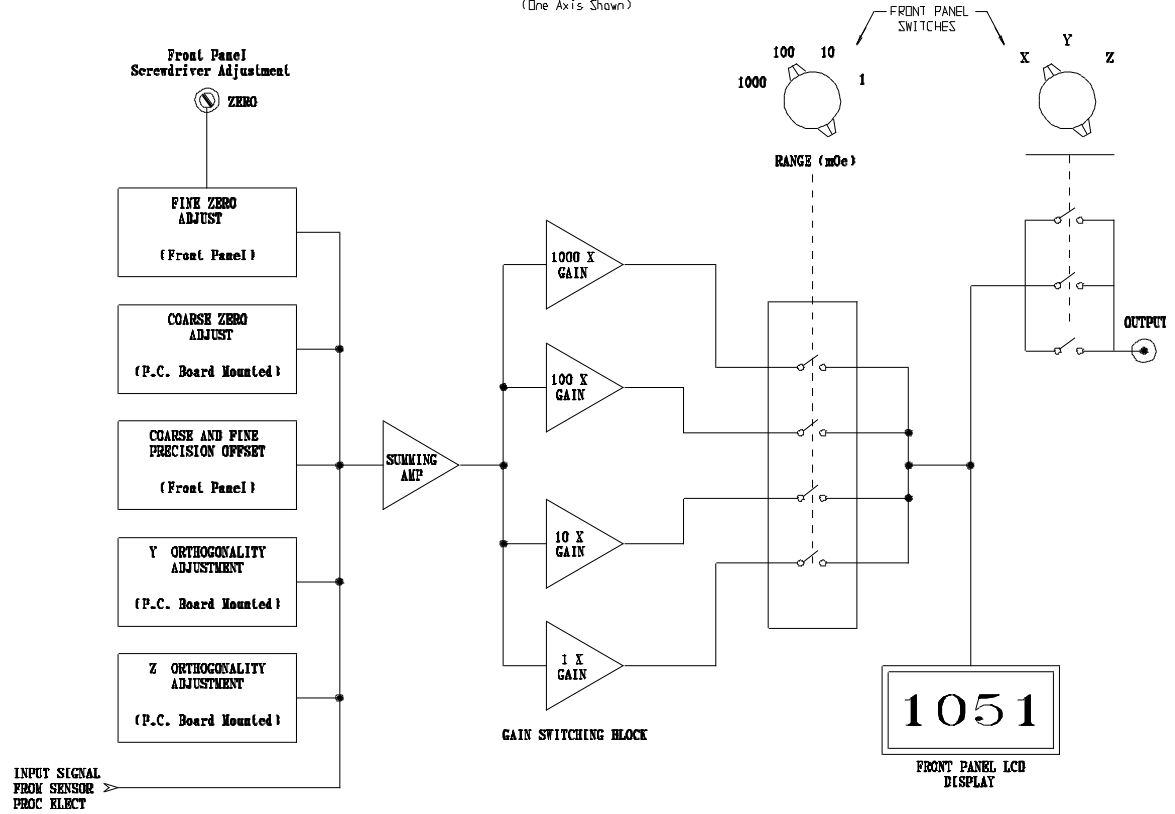 (One Axis Shown)
FRONT PANEL
SWITCHES
Front Panel
Screwdriver Adjustment
ZERO
1000
100
10
1
RANGE (mOe)
X
Y
Z
FINE ZERO
ADJUST
(Front Panel)
COARSE ZERO
ADJUST
(P.C. Board Mounted)
COARSE AND FINE
PRECISION OFFSET
(Front Panel)
Y ORTHOGONALITY
ADJUSTMENT
(P.C. Board Mounted)
Z ORTHOGONALITY
ADJUSTMENT
(P.C. Board Mounted)
INPUT SIGNAL
FROM SENSOR
PROC ELECT
SUMMING
AMP
1000 X
GAIN
100 X
GAIN
10 X
GAIN
1 X
GAIN
GAIN SWITCHING BLOCK
OUTPUT
1051
FRONT PANEL LCD
DISPLAY